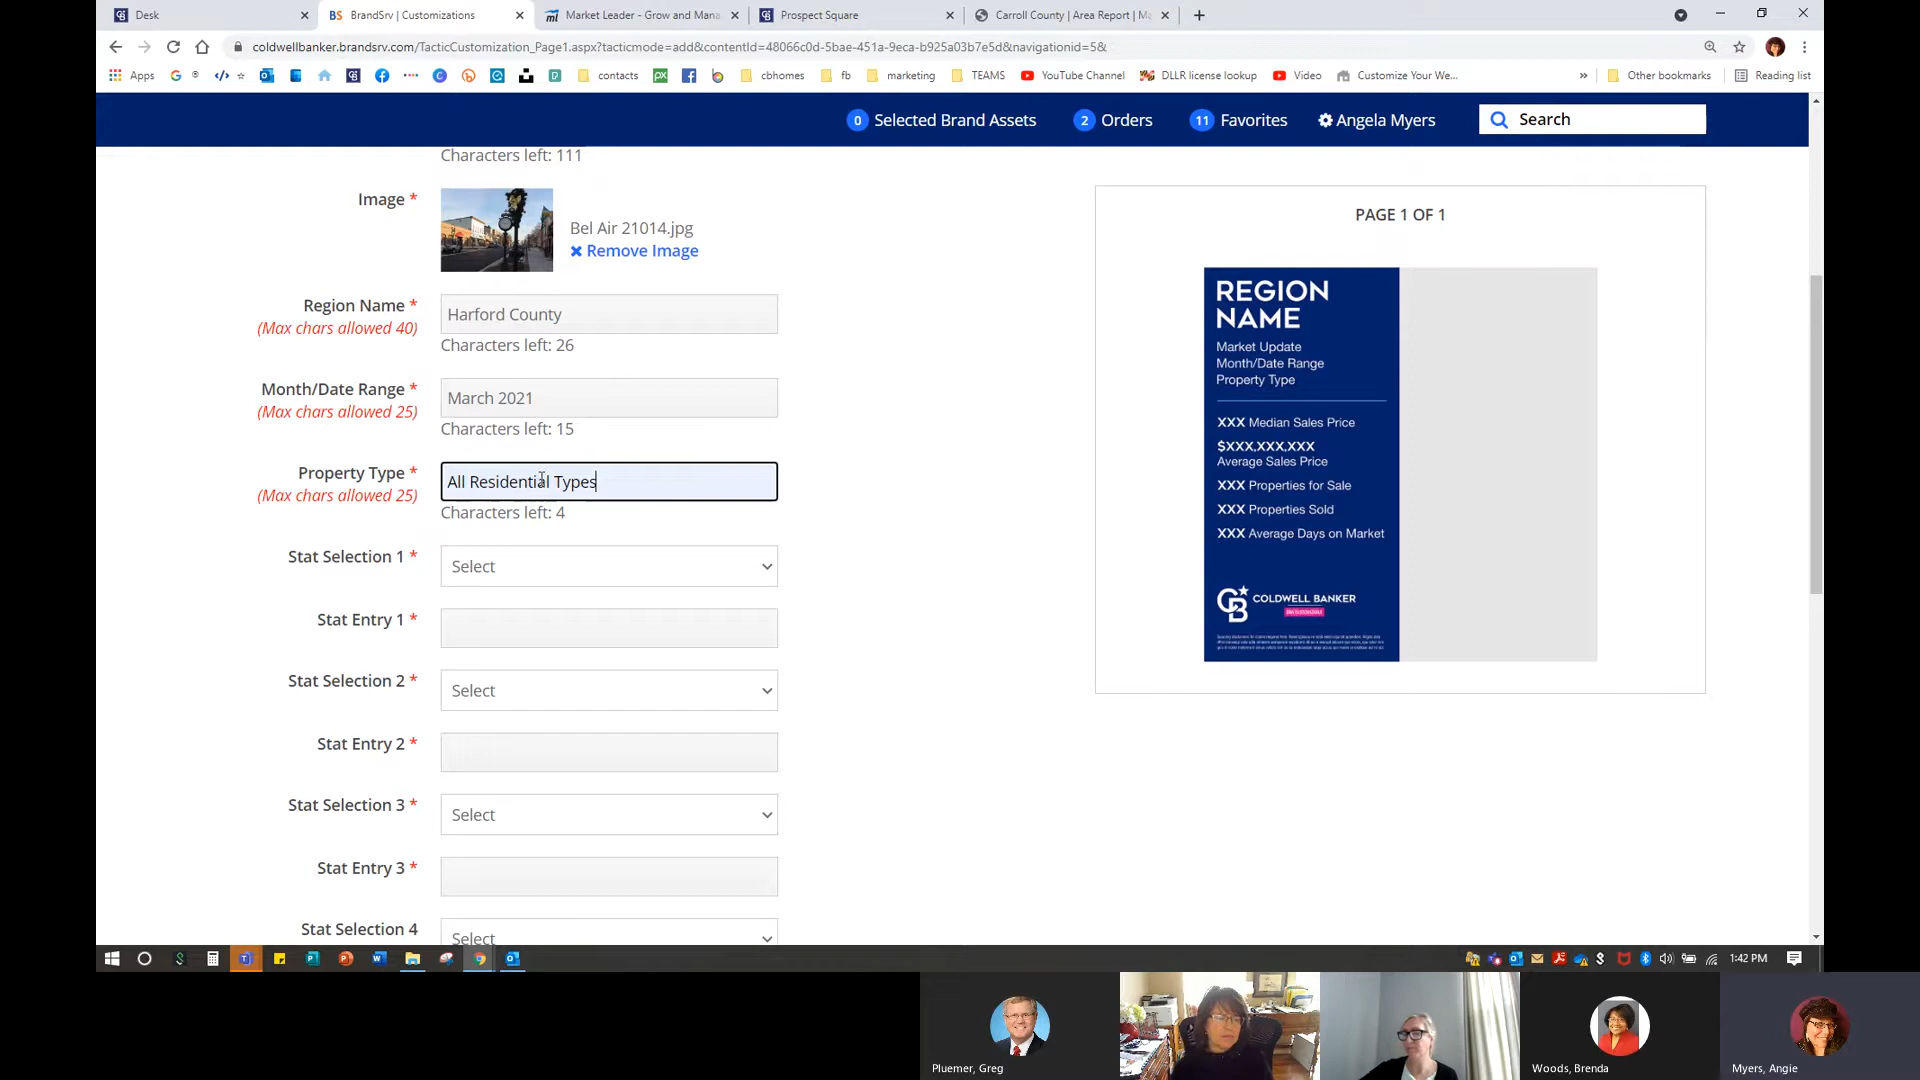 Desk
BrandSrv | Customizations
Market Leader - Grow and Mana
Prospect Square
Carroll County | Area Report | Ma
coldwellbanker.brandsrv.com/TacticCustomization_Page1.aspx?tacticmode=add&contentId=48066c0d-5bae-451a-9eca-b925a03b7e5d&navigationid=5&
Apps
contacts
cbhomes
fb
marketing
TEAMS
YouTube Channel
DLLR license lookup
Video
Customize Your We...
»
Other bookmarks
Reading list
0 Selected Brand Assets
2 Orders
11 Favorites
Angela Myers
Search
Characters left: 111
Image *
Bel Air 21014.jpg
Remove Image
Region Name *
(Max chars allowed 40)
Harford County
Characters left: 26
Month/Date Range *
(Max chars allowed 25)
March 2021
Characters left: 15
Property Type *
(Max chars allowed 25)
All Residential Types
Characters left: 4
Stat Selection 1 *
Select
Stat Entry 1 *
Stat Selection 2 *
Select
Stat Entry 2 *
Stat Selection 3 *
Select
Stat Entry 3 *
Stat Selection 4
Select
PAGE 1 OF 1
REGION
NAME
Market Update
Month/Date Range
Property Type
XXX Median Sales Price
$XXX,XXX,XXX
Average Sales Price
XXX Properties for Sale
XXX Properties Sold
XXX Average Days on Market
CB COLDWELL BANKER
1:42 PM
Pluemer, Greg
Woods, Brenda
Myers, Angie